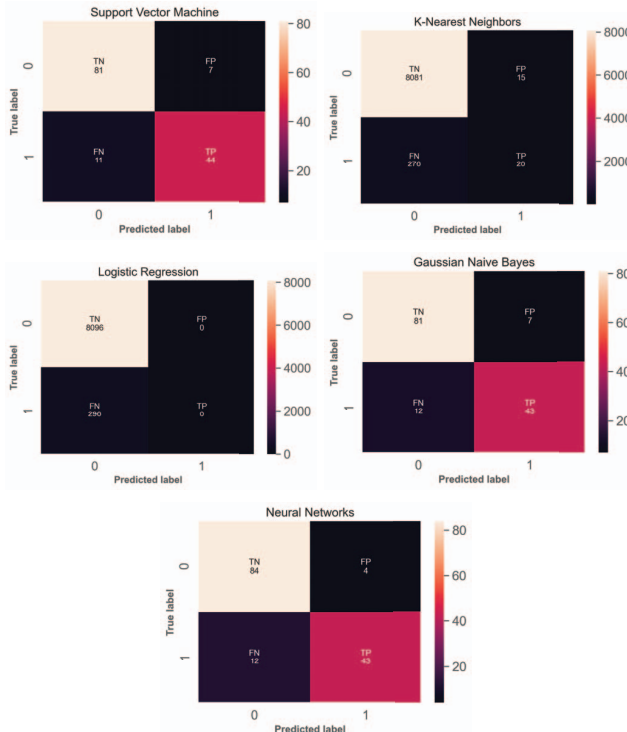 Support Vector Machine
TN
81
FP
7
FN
11
TP
44
0
1
True label
0
1
Predicted label
80
60
40
20
K-Nearest Neighbors
TN
8081
FP
15
FN
270
TP
20
0
1
True label
0
1
Predicted label
8000
6000
4000
2000
Logistic Regression
TN
8096
FP
0
FN
290
TP
0
0
1
True label
0
1
Predicted label
8000
6000
4000
2000
0
Gaussian Naive Bayes
TN
81
FP
7
FN
12
TP
43
0
1
True label
0
1
Predicted label
80
60
40
20
Neural Networks
TN
84
FP
4
FN
12
TP
43
0
1
True label
0
1
Predicted label
80
60
40
20